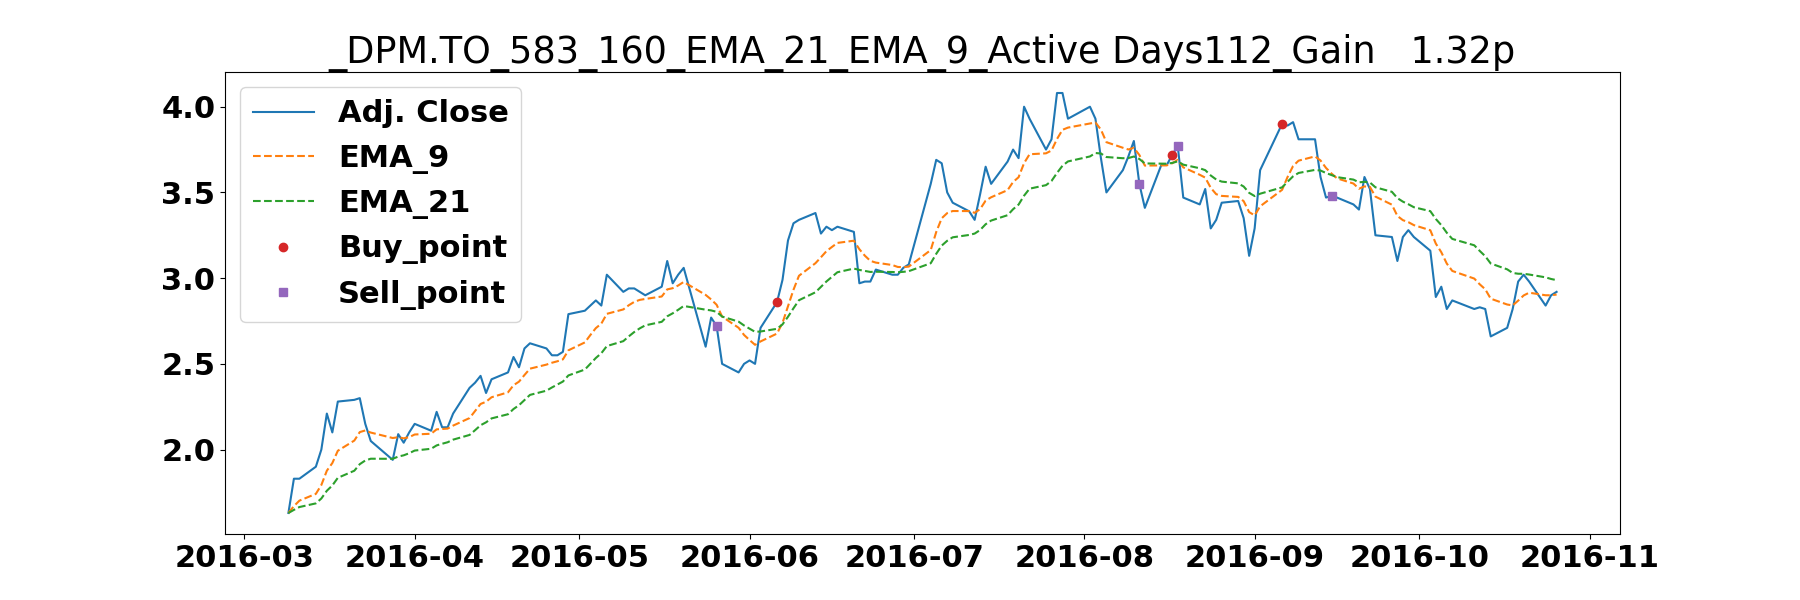 _DPM.TO_583_160_EMA_21_EMA_9_Active Days112_Gain   1.32p
4.0
3.5
3.0
2.5
2.0
Adj. Close
EMA_9
EMA_21
Buy_point
Sell_point
2016-03 2016-04 2016-05 2016-06 2016-07 2016-08 2016-09 2016-10 2016-11